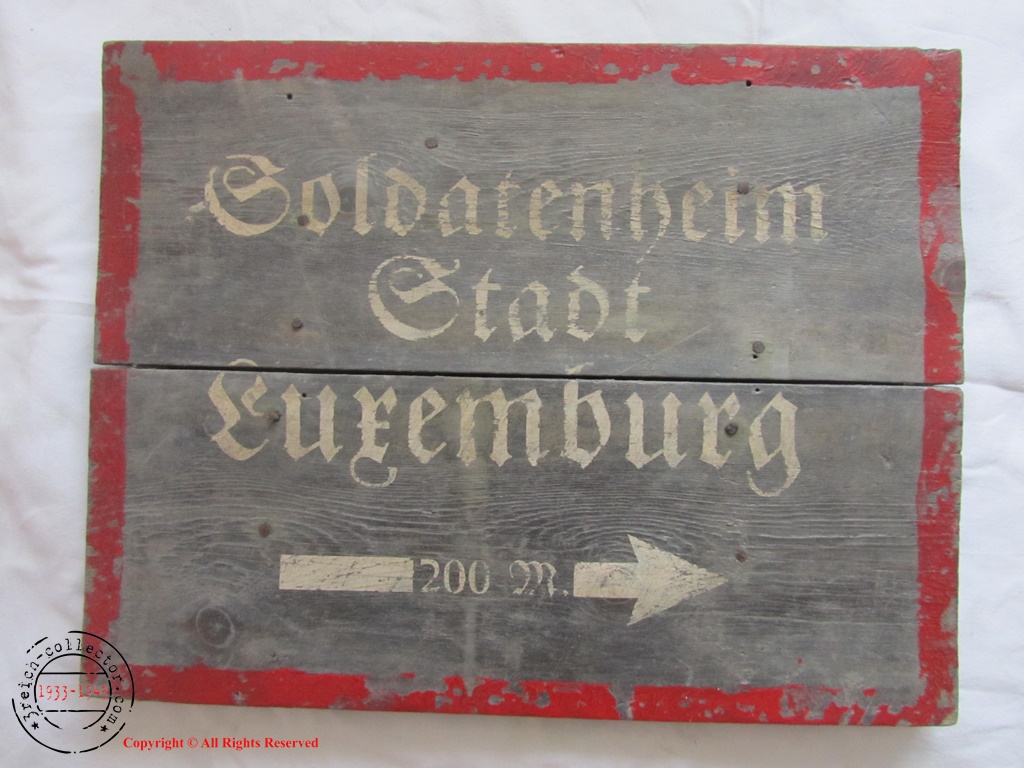 Soldatenheim
Stadt
Luxemburg
200 M.
3reich-collector.com
1933-1945
Copyright © All Rights Reserved